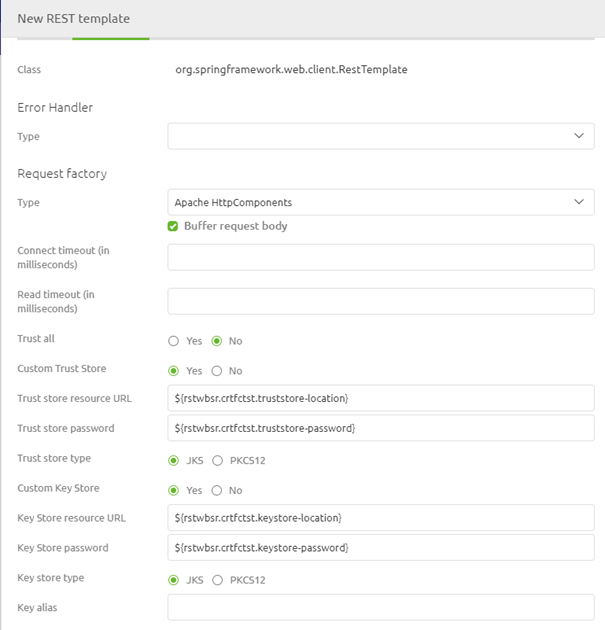 New REST template
Class org.springframework.web.client.RestTemplate
Error Handler
Type
Request factory
Type Apache HttpComponents
Buffer request body
Connect timeout (in
milliseconds)
Read timeout (in
milliseconds)
Trust all Yes No
Custom Trust Store Yes No
Trust store resource URL ${rstwbsr.crtfctst.truststore-location}
Trust store password ${rstwbsr.crtfctst.truststore-password}
Trust store type JKS PKCS12
Custom Key Store Yes No
Key Store resource URL ${rstwbsr.crtfctst.keystore-location}
Key Store password ${rstwbsr.crtfctst.keystore-password}
Key store type JKS PKCS12
Key alias